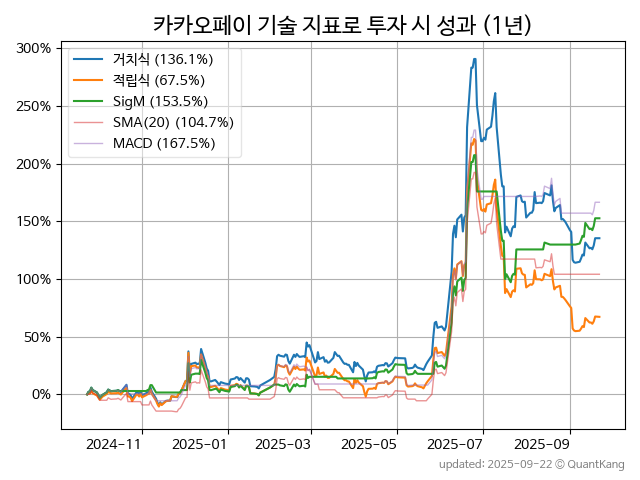 카카오페이 기술 지표로 투자 시 성과 (1년)
300%
250%
200%
150%
100%
50%
0%
거치식 (136.1%)
적립식 (67.5%)
SigM (153.5%)
SMA(20) (104.7%)
MACD (167.5%)
2024-11 2025-01 2025-03 2025-05 2025-07 2025-09
updated: 2025-09-22 ⓒ QuantKang